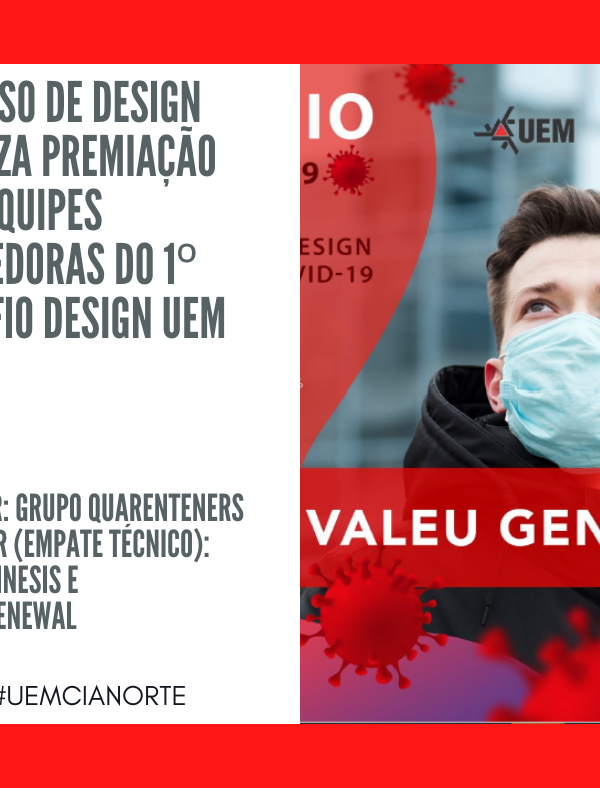 SO DE DESIGN
ZA PREMIAÇÃO
QUIPES
EDORAS DO 1º
FIO DESIGN UEM
R: GRUPO QUARENTENERS
R (EMPATE TÉCNICO):
NESIS E
ENEWAL
#UEMCIANORTE
IO
9
UEM
ESIGN
VID-19
VALEU GEN